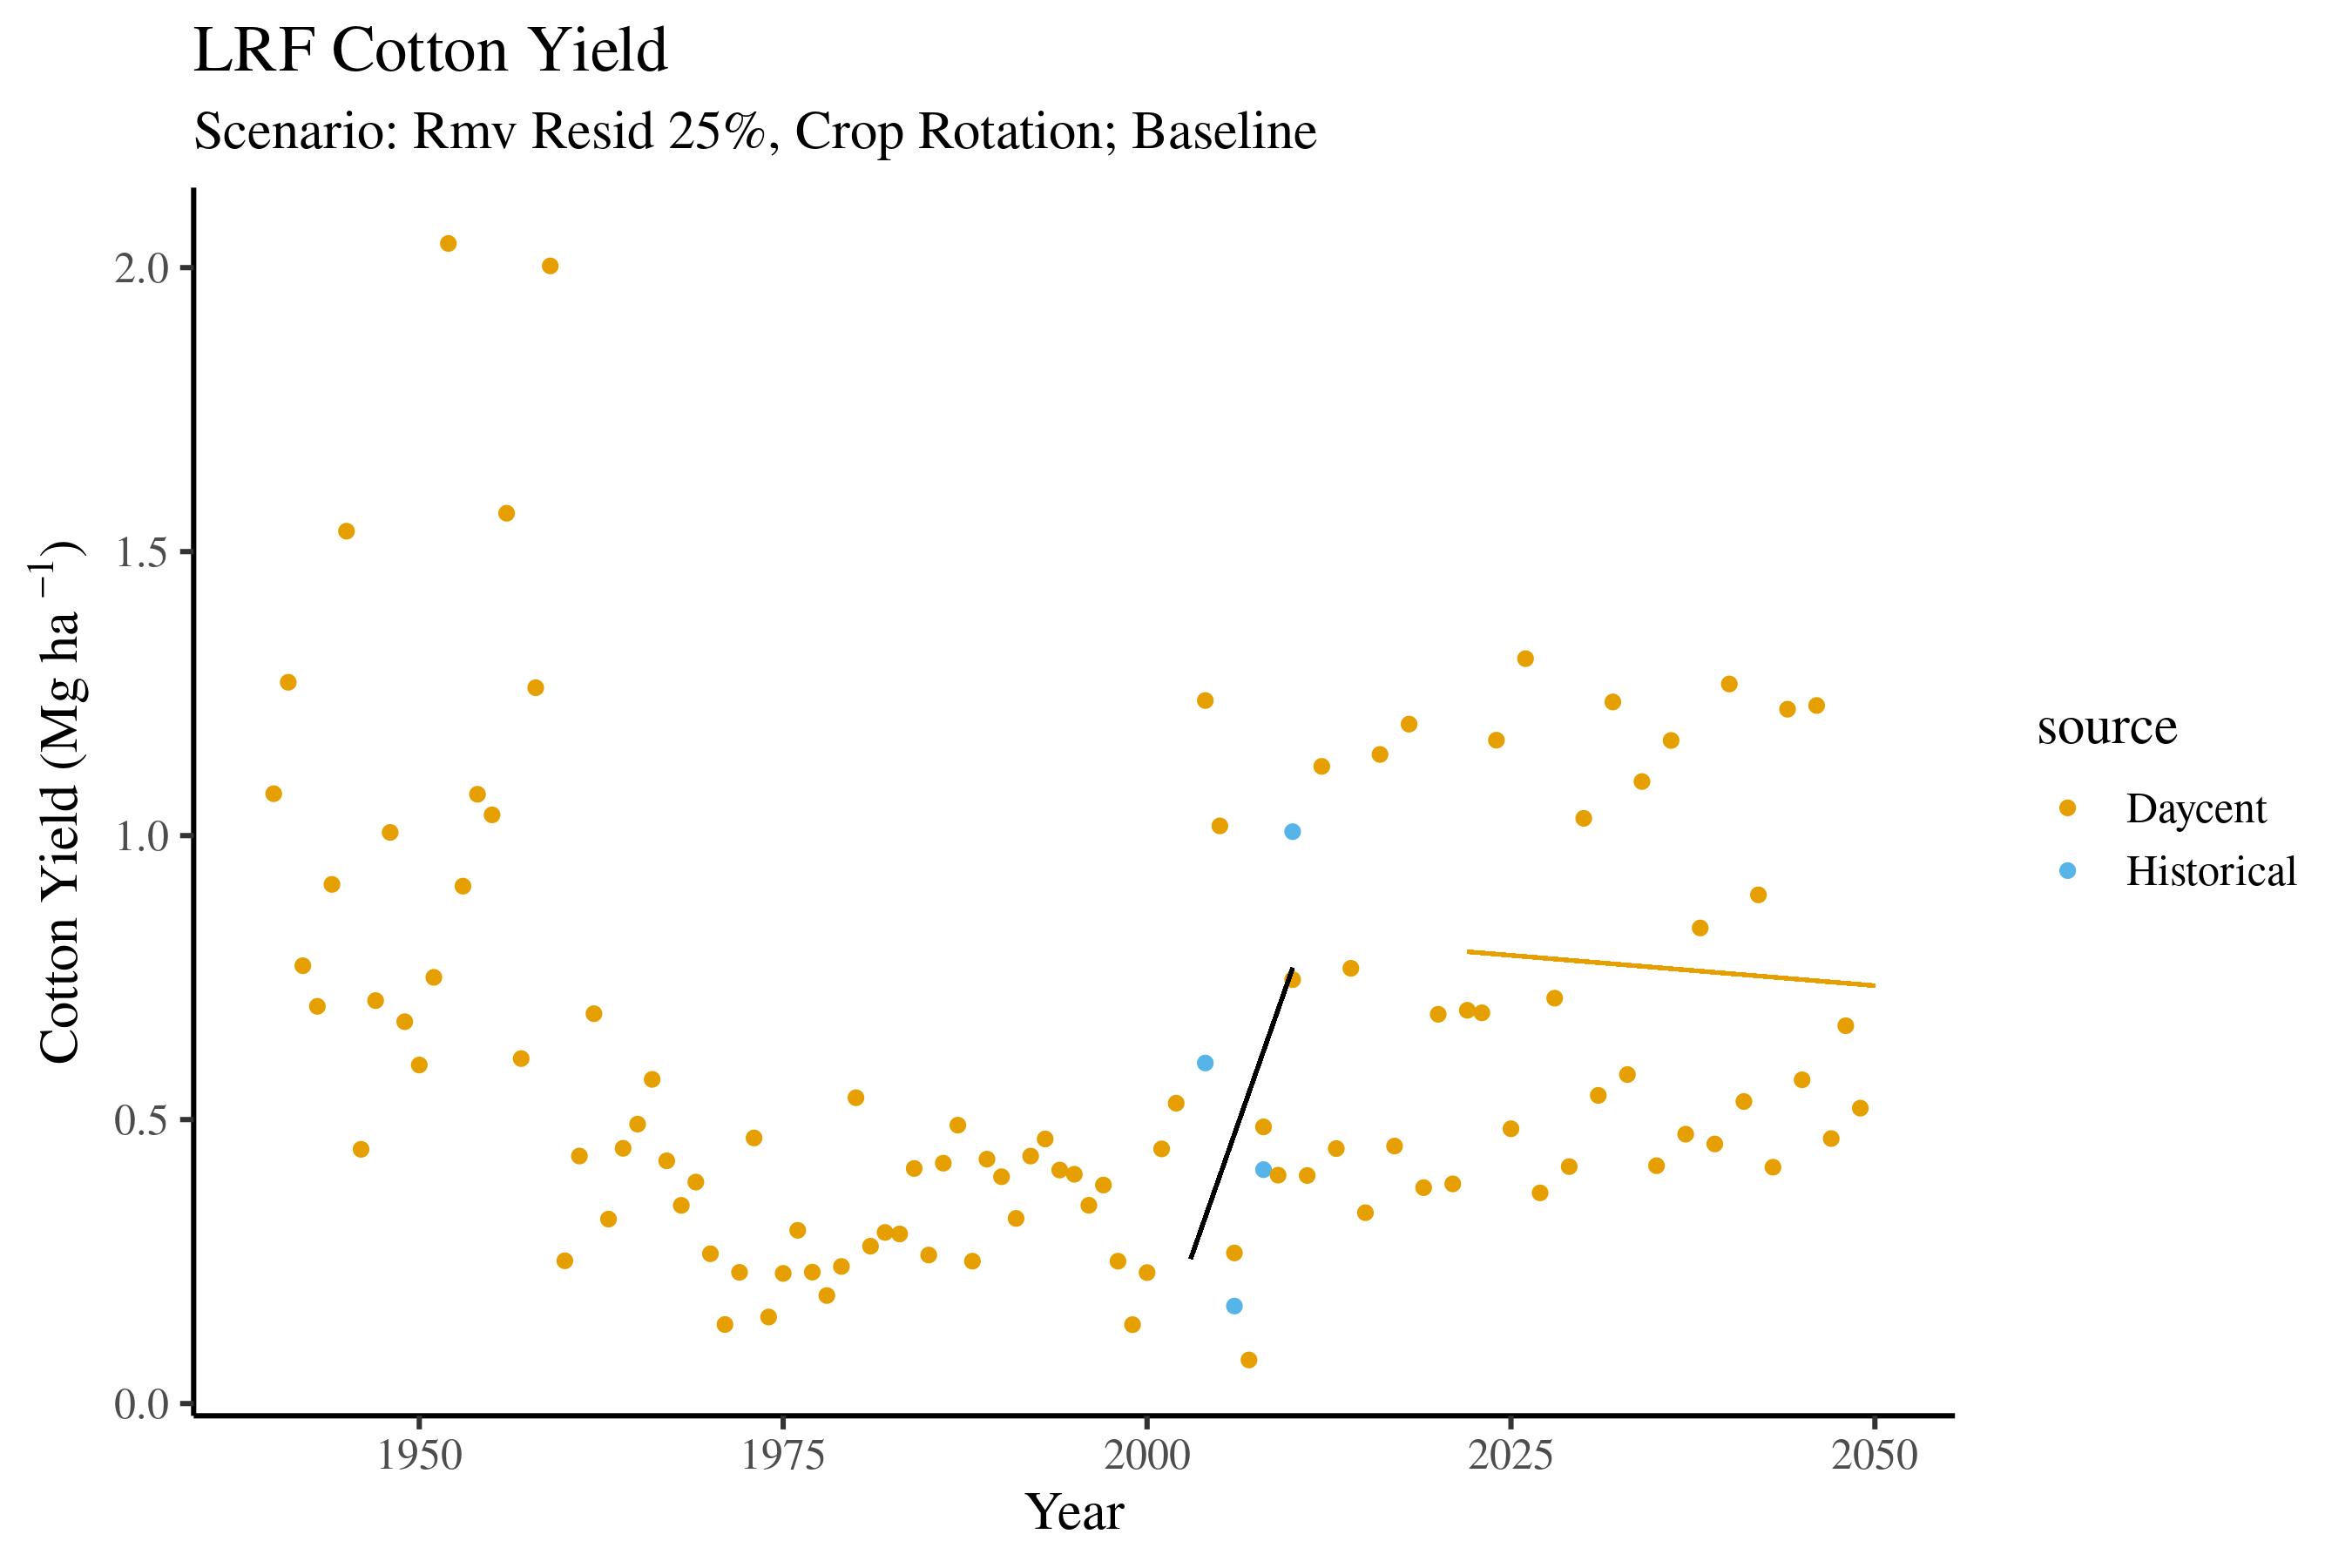 LRF Cotton Yield
Scenario: Rmv Resid 25%, Crop Rotation; Baseline
Cotton Yield (Mg ha⁻¹)
2.0
1.5
1.0
0.5
0.0
1950 1975 2000 2025 2050
Year
source
Daycent
Historical